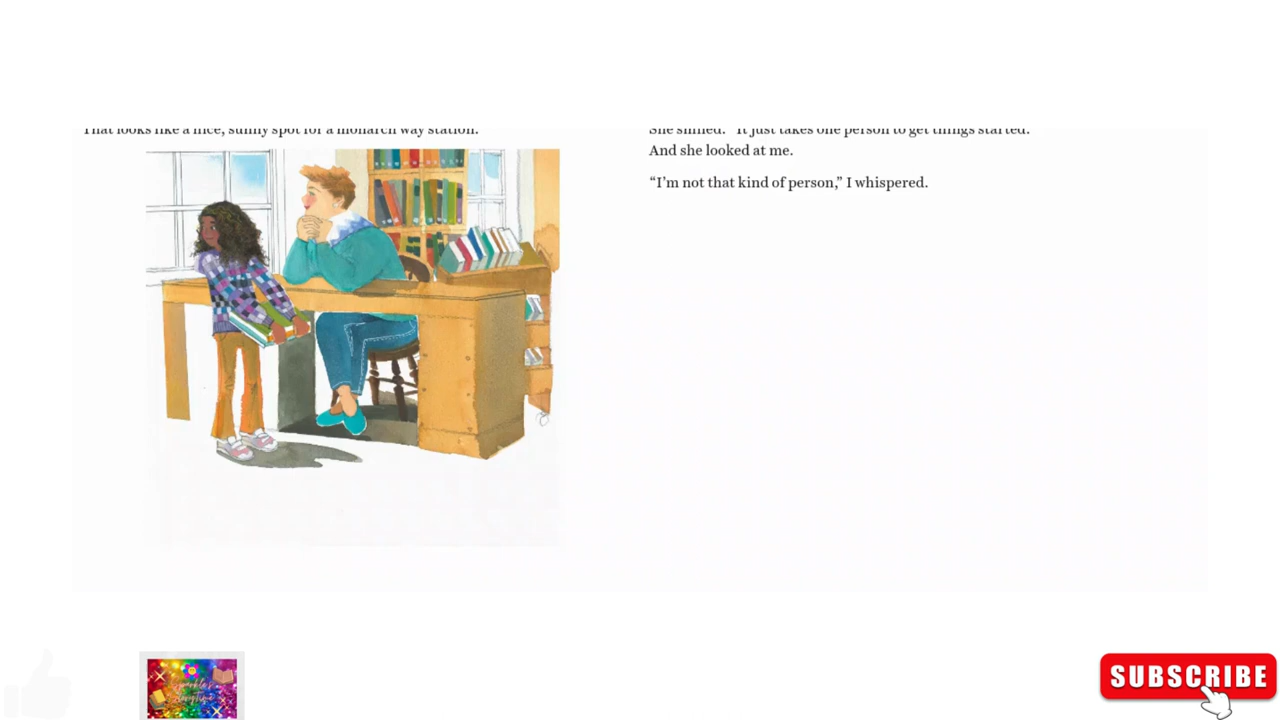 That looks like a nice, sunny spot for a monarch way station.
She smiled. “It just takes one person to get things started.”
And she looked at me.
“I’m not that kind of person,” I whispered.
SUBSCRIBE